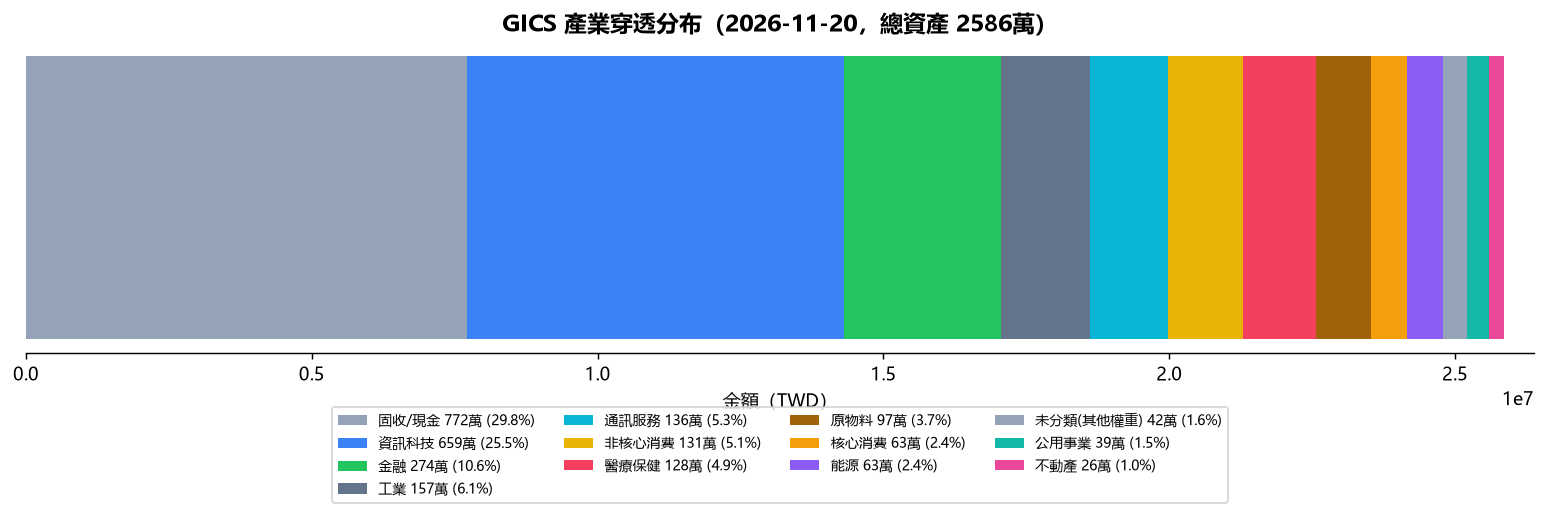 GICS 產業穿透分布（2026-11-20，總資產 2586萬）
0.0 0.5 1.0 1.5 2.0 2.5
1e7
金額（TWD）
固收/現金 772萬 (29.8%) 通訊服務 136萬 (5.3%) 原物料 97萬 (3.7%) 未分類(其他權重) 42萬 (1.6%)
資訊科技 659萬 (25.5%) 非核心消費 131萬 (5.1%) 核心消費 63萬 (2.4%) 公用事業 39萬 (1.5%)
金融 274萬 (10.6%) 醫療保健 128萬 (4.9%) 能源 63萬 (2.4%) 不動產 26萬 (1.0%)
工業 157萬 (6.1%)